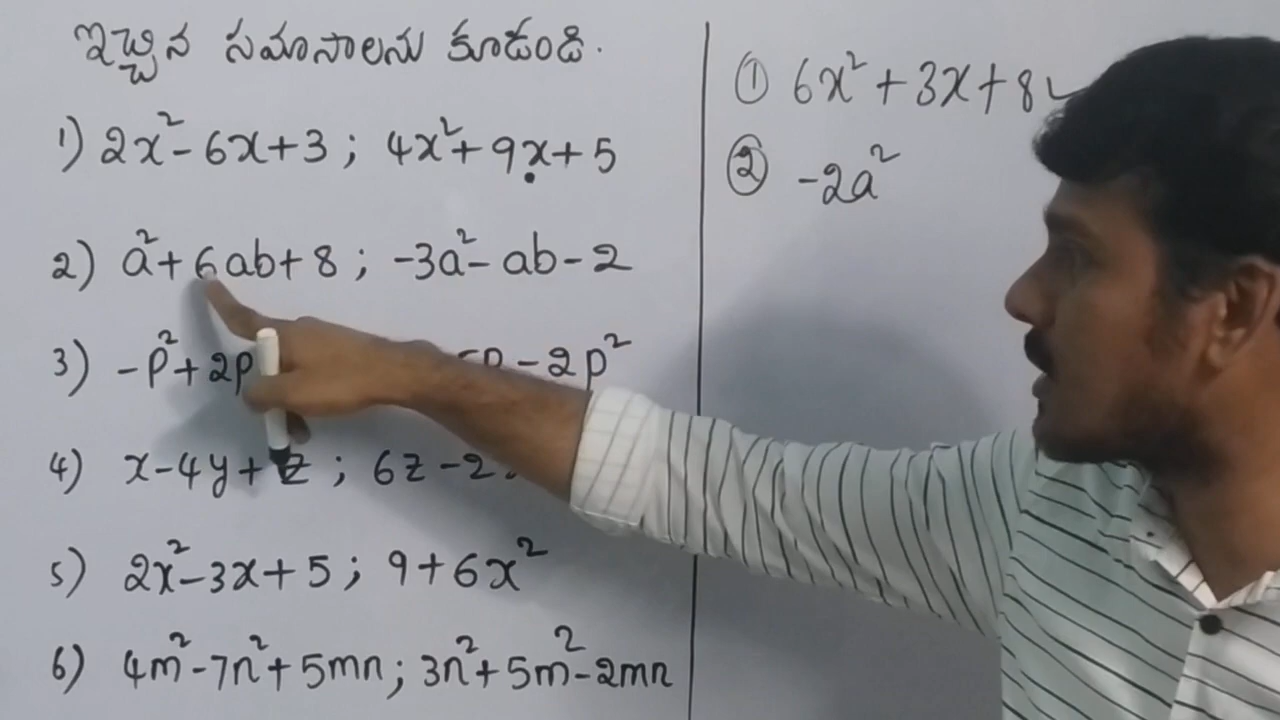 ఇచ్చిన సమాసాలను కూడండి.
1) 2x² - 6x + 3 ; 4x² + 9x + 5
2) a² + 6ab + 8 ; -3a² - ab - 2
3) -p² + 2p - 2p²
4) x - 4y + z ; 6z - 2
5) 2x² - 3x + 5 ; 9 + 6x²
6) 4m² - 7n² + 5mn ; 3n² + 5m² - 2mn
① 6x² + 3x + 8
② -2a²